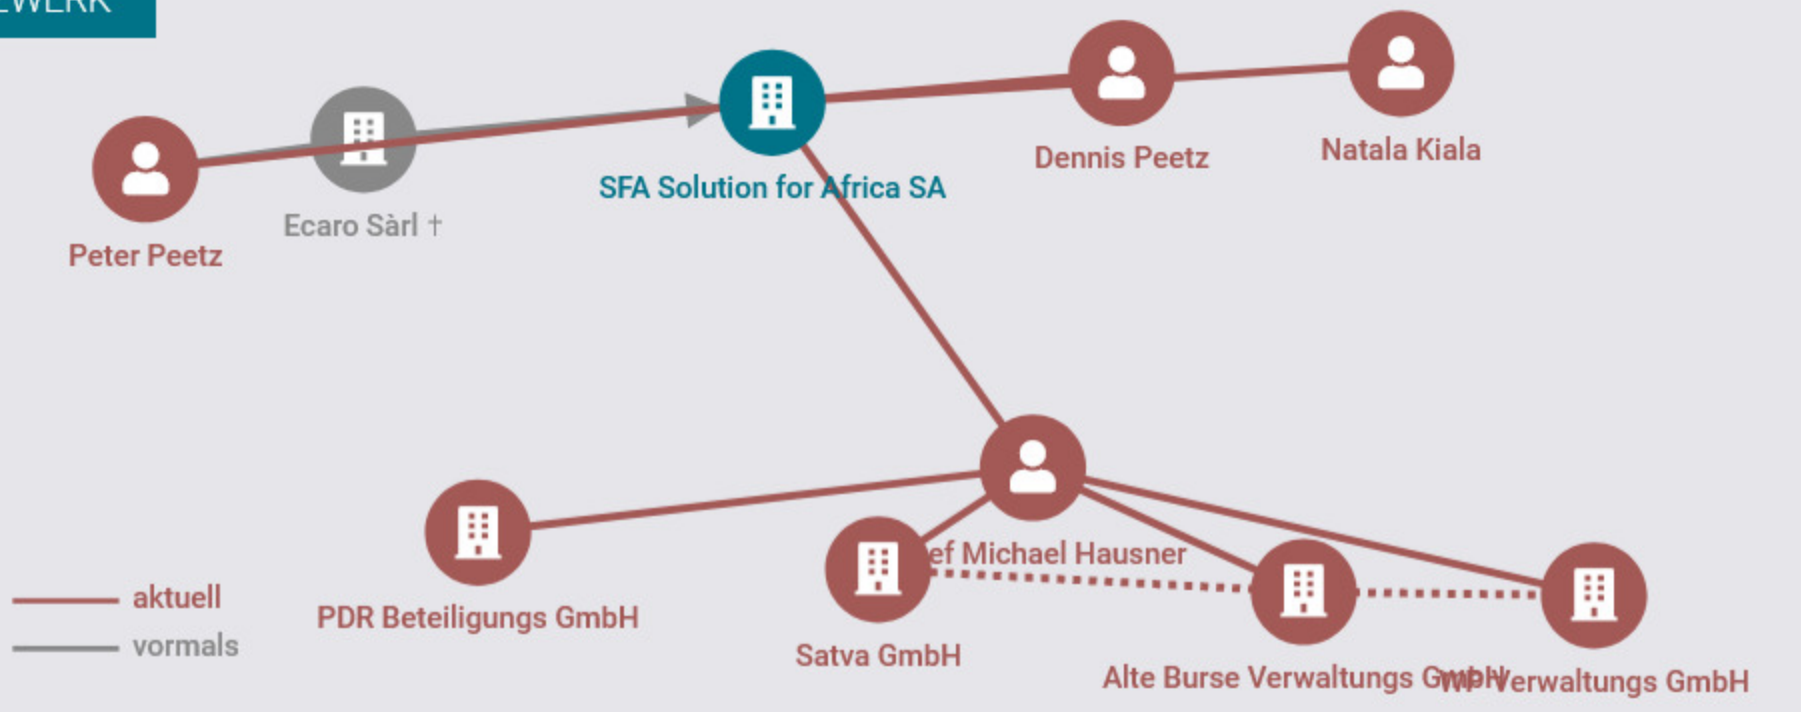 Natala Kiala
Dennis Peetz
SFA Solution for Africa SA
Ecaro Sàrl †
Peter Peetz
Michael Hausner
aktuell
PDR Beteiligungs GmbH
vormals
Satva GmbH
Alte Burse Verwaltungs GmbH
Verwaltungs GmbH